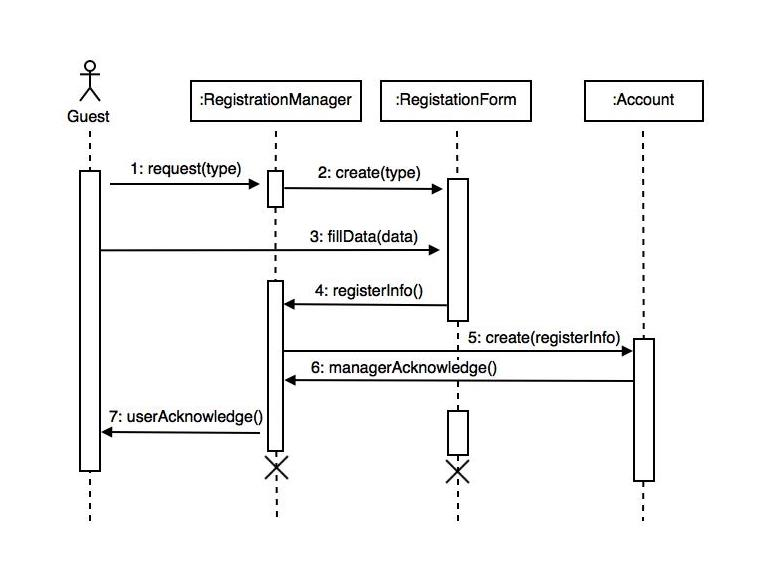 Guest
:RegistrationManager
:RegistationForm
:Account
1: request(type)
2: create(type)
3: fillData(data)
4: registerInfo()
5: create(registerInfo)
6: managerAcknowledge()
7: userAcknowledge()